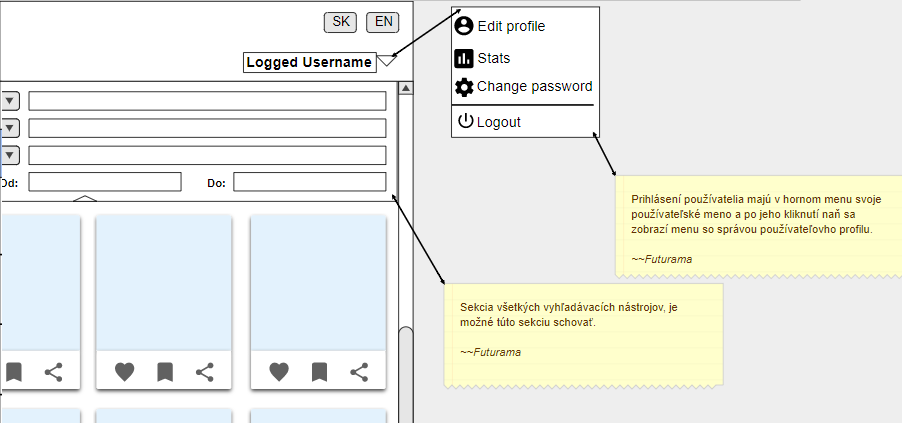 SK EN
Logged Username
Edit profile
Stats
Change password
Logout
Od:
Do:
Prihlásení používatelia majú v hornom menu svoje
používateľské meno a po jeho kliknutí naň sa
zobrazí menu so správou používateľovho profilu.
~~Futurama
Sekcia všetkých vyhľadávacích nástrojov, je
možné túto sekciu schovať.
~~Futurama